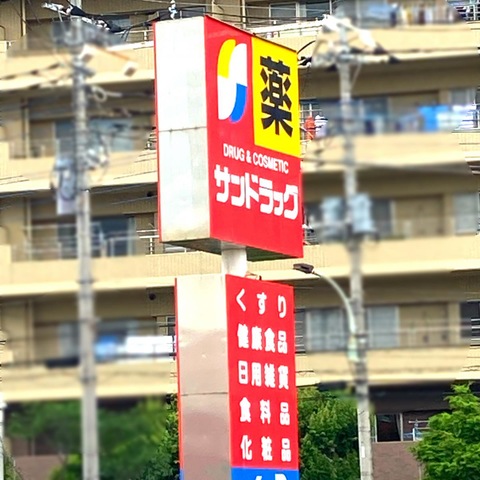 薬
DRUG & COSMETIC
サンドラッグ
くすり
健康食品
日用雑貨
食料品
化粧品